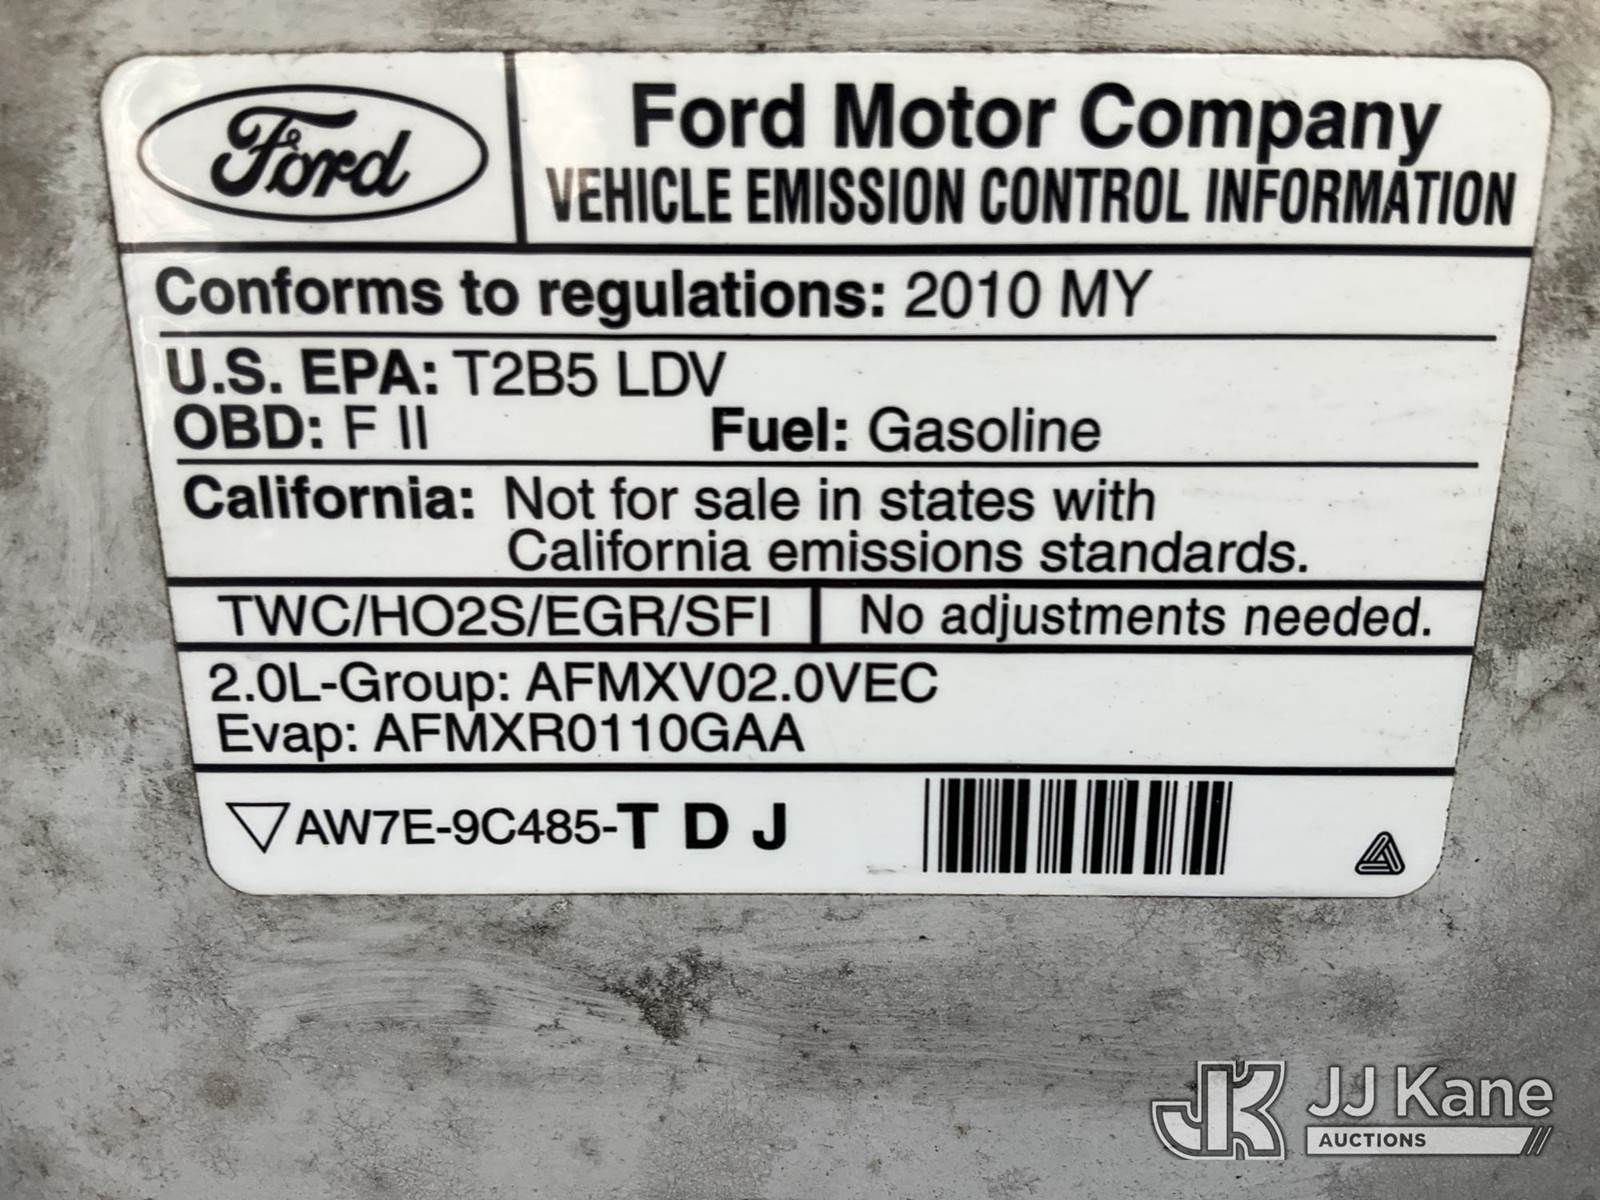 Ford
Ford Motor Company
VEHICLE EMISSION CONTROL INFORMATION
Conforms to regulations: 2010 MY
U.S. EPA: T2B5 LDV
OBD: F II Fuel: Gasoline
California: Not for sale in states with
California emissions standards.
TWC/HO2S/EGR/SFI No adjustments needed.
2.0L-Group: AFMXV02.0VEC
Evap: AFMXR0110GAA
AW7E-9C485-T D J
JK JJ Kane
AUCTIONS